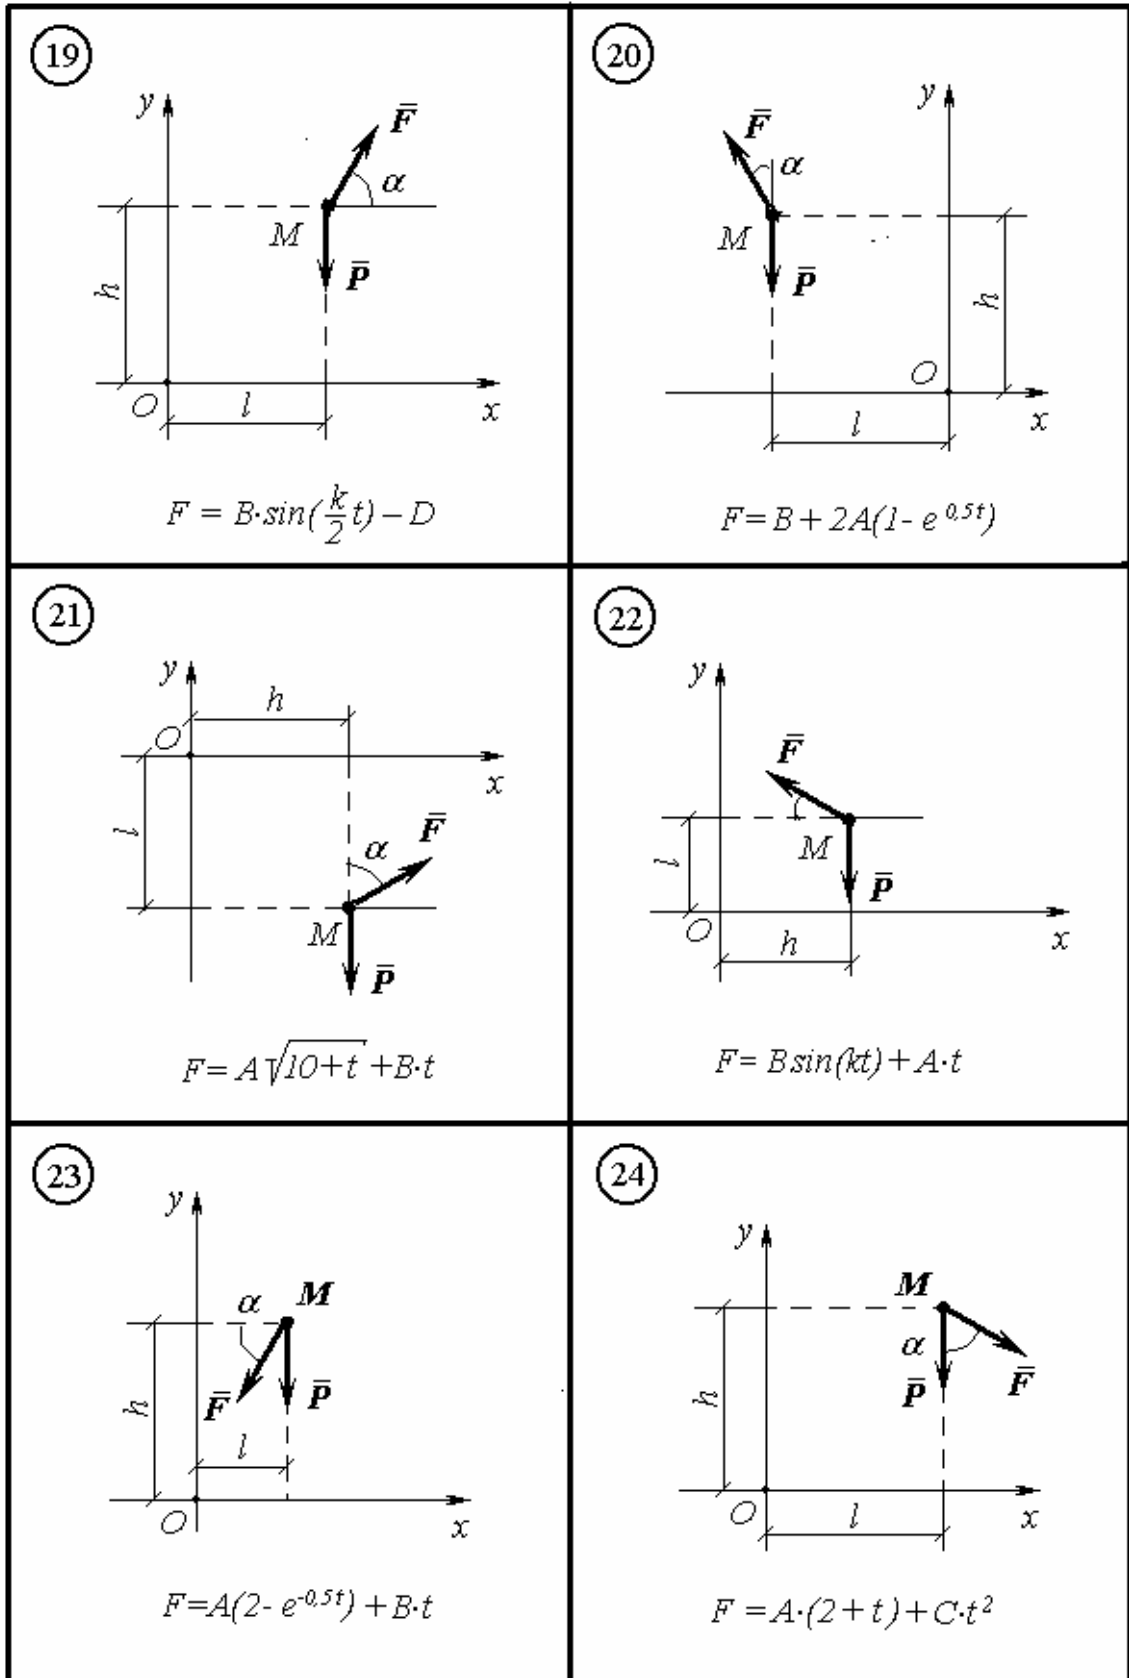 19
y
F̄
α
M
P̄
h
O
l
x
F = B·sin(k/2 t) – D
20
y
F̄
α
M
P̄
h
O
l
x
F = B + 2A(1 - e^0,5t)
21
y
h
O
x
l
α
F̄
M
P̄
F = A√10+t + B·t
22
y
F̄
M
l
P̄
O
h
x
F = Bsin(kt) + A·t
23
y
M
α
F̄
P̄
h
l
O
x
F=A(2- e^-0,5t) + B·t
24
y
M
α
P̄
F̄
h
O
l
x
F = A·(2 + t) + C·t²